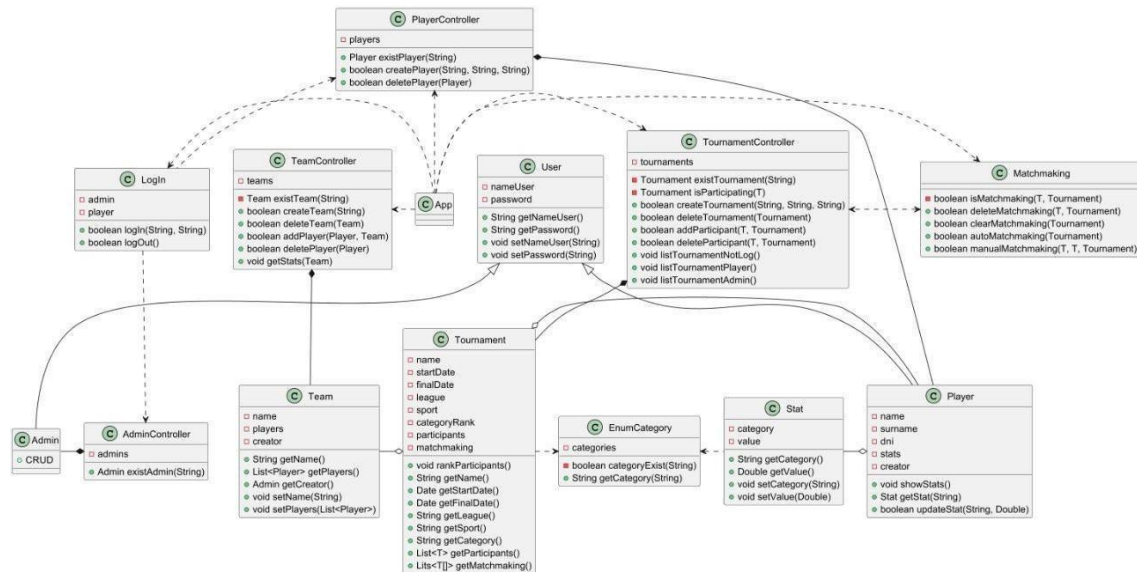 C PlayerController
players
Player existPlayer(String)
boolean createPlayer(String, String, String)
boolean deletePlayer(Player)
C LogIn
admin
player
boolean logIn(String, String)
boolean logOut()
C TeamController
teams
Team existTeam(String)
boolean createTeam(String)
boolean deleteTeam(Team)
boolean addPlayer(Player, Team)
boolean deletePlayer(Player)
void getStats(Team)
C App
C User
nameUser
password
String getNameUser()
String getPassword()
void setNameUser(String)
void setPassword(String)
C TournamentController
tournaments
Tournament existTournament(String)
Tournament isParticipating(T)
boolean createTournament(String, String, String)
boolean deleteTournament(Tournament)
boolean addParticipant(T, Tournament)
boolean deleteParticipant(T, Tournament)
void listTournamentNotLog()
void listTournamentPlayer()
void listTournamentAdmin()
C Matchmaking
boolean isMatchmaking(T, Tournament)
boolean deleteMatchmaking(T, Tournament)
boolean clearMatchmaking(Tournament)
boolean autoMatchmaking(Tournament)
boolean manualMatchmaking(T, T, Tournament)
C Admin
CRUD
C AdminController
admins
Admin existAdmin(String)
C Team
name
players
creator
String getName()
List<Player> getPlayers()
Admin getCreator()
void setName(String)
void setPlayers(List<Player>)
C Tournament
name
startDate
finalDate
league
sport
categoryRank
participants
matchmaking
void rankParticipants()
String getName()
Date getStartDate()
Date getFinalDate()
String getLeague()
String getSport()
String getCategory()
List<T> getParticipants()
Lits<T[]> getMatchmaking()
C EnumCategory
categories
boolean categoryExist(String)
String getCategory(String)
C Stat
category
value
String getCategory()
Double getValue()
void setCategory(String)
void setValue(Double)
C Player
name
surname
dni
stats
creator
void showStats()
Stat getStat(String)
boolean updateStat(String, Double)